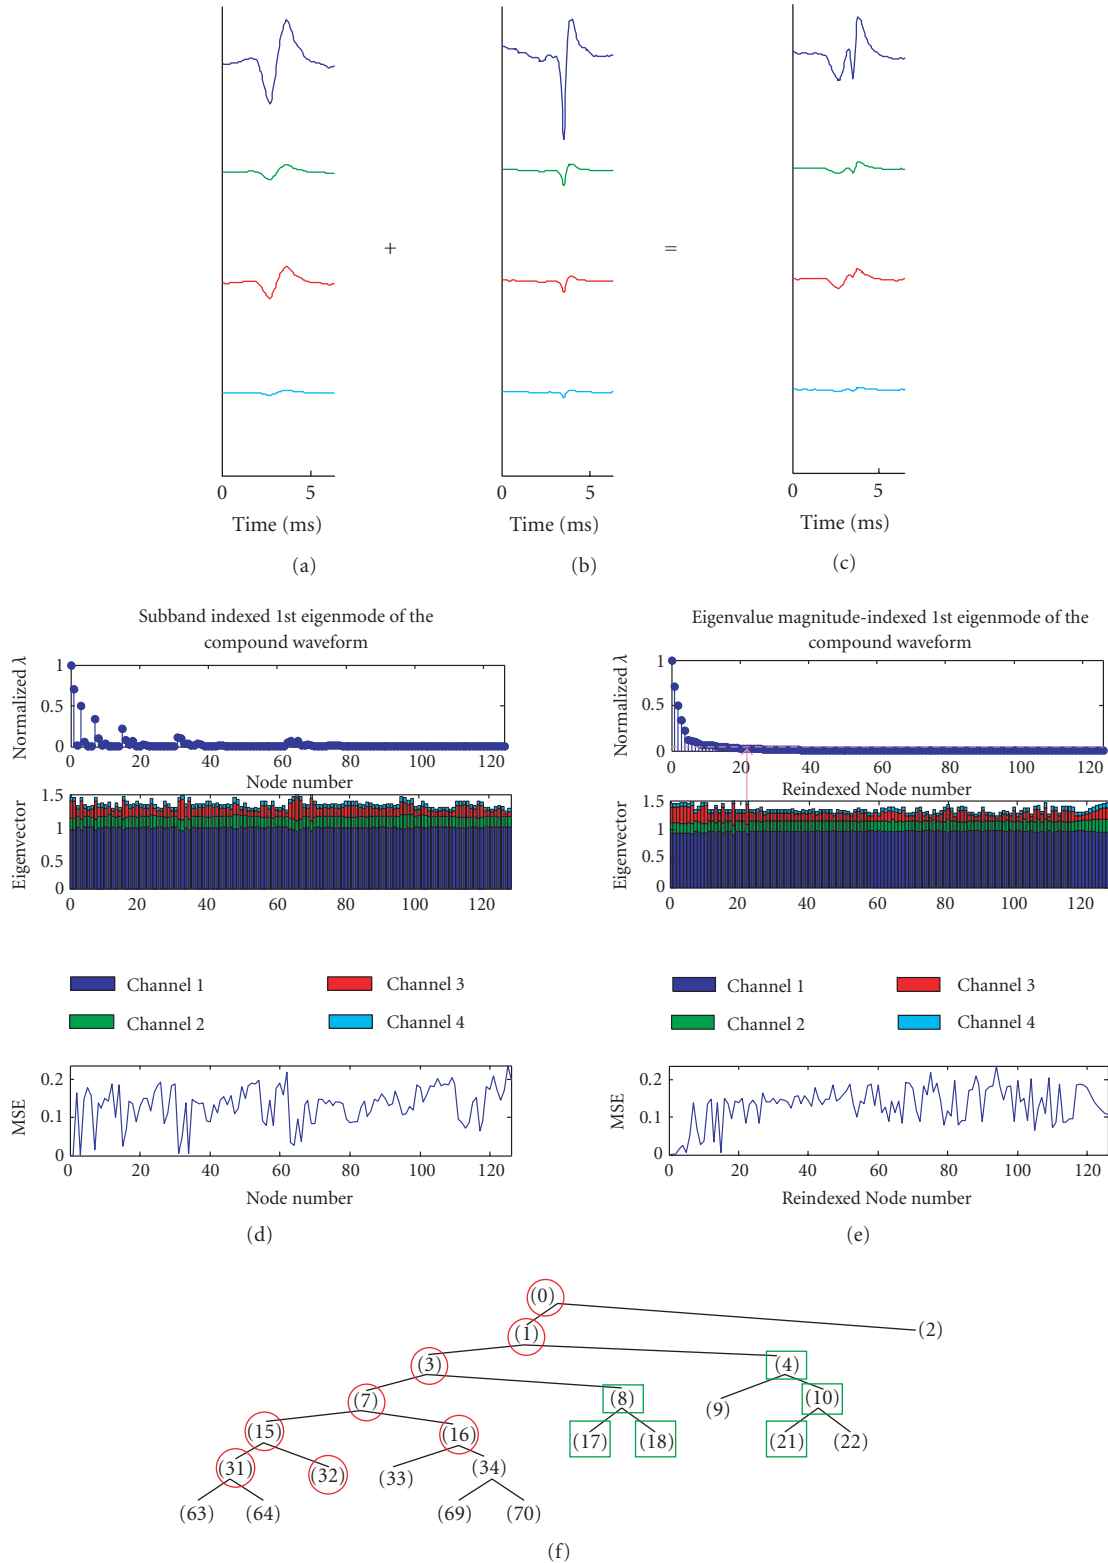 +
=
0 5
0 5
0 5
Time (ms)
Time (ms)
Time (ms)
(a)
(b)
(c)
Subband indexed 1st eigenmode of the
compound waveform
Normalized λ
1
0.5
0
0 20 40 60 80 100 120
Node number
Eigenvector
1.5
1
0.5
0
0 20 40 60 80 100 120
Channel 1
Channel 3
Channel 2
Channel 4
MSE
0.2
0.1
0
0 20 40 60 80 100 120
Node number
(d)
Eigenvalue magnitude-indexed 1st eigenmode of the
compound waveform
Normalized λ
1
0.5
0
0 20 40 60 80 100 120
Reindexed Node number
Eigenvector
1.5
1
0.5
0
0 20 40 60 80 100 120
Channel 1
Channel 3
Channel 2
Channel 4
MSE
0.2
0.1
0
0 20 40 60 80 100 120
Reindexed Node number
(e)
(0)
(2)
(1)
(3) (4)
(7) (8) (9) (10)
(15) (16) (17) (18) (21) (22)
(31) (32) (33) (34)
(63) (64) (69) (70)
(f)